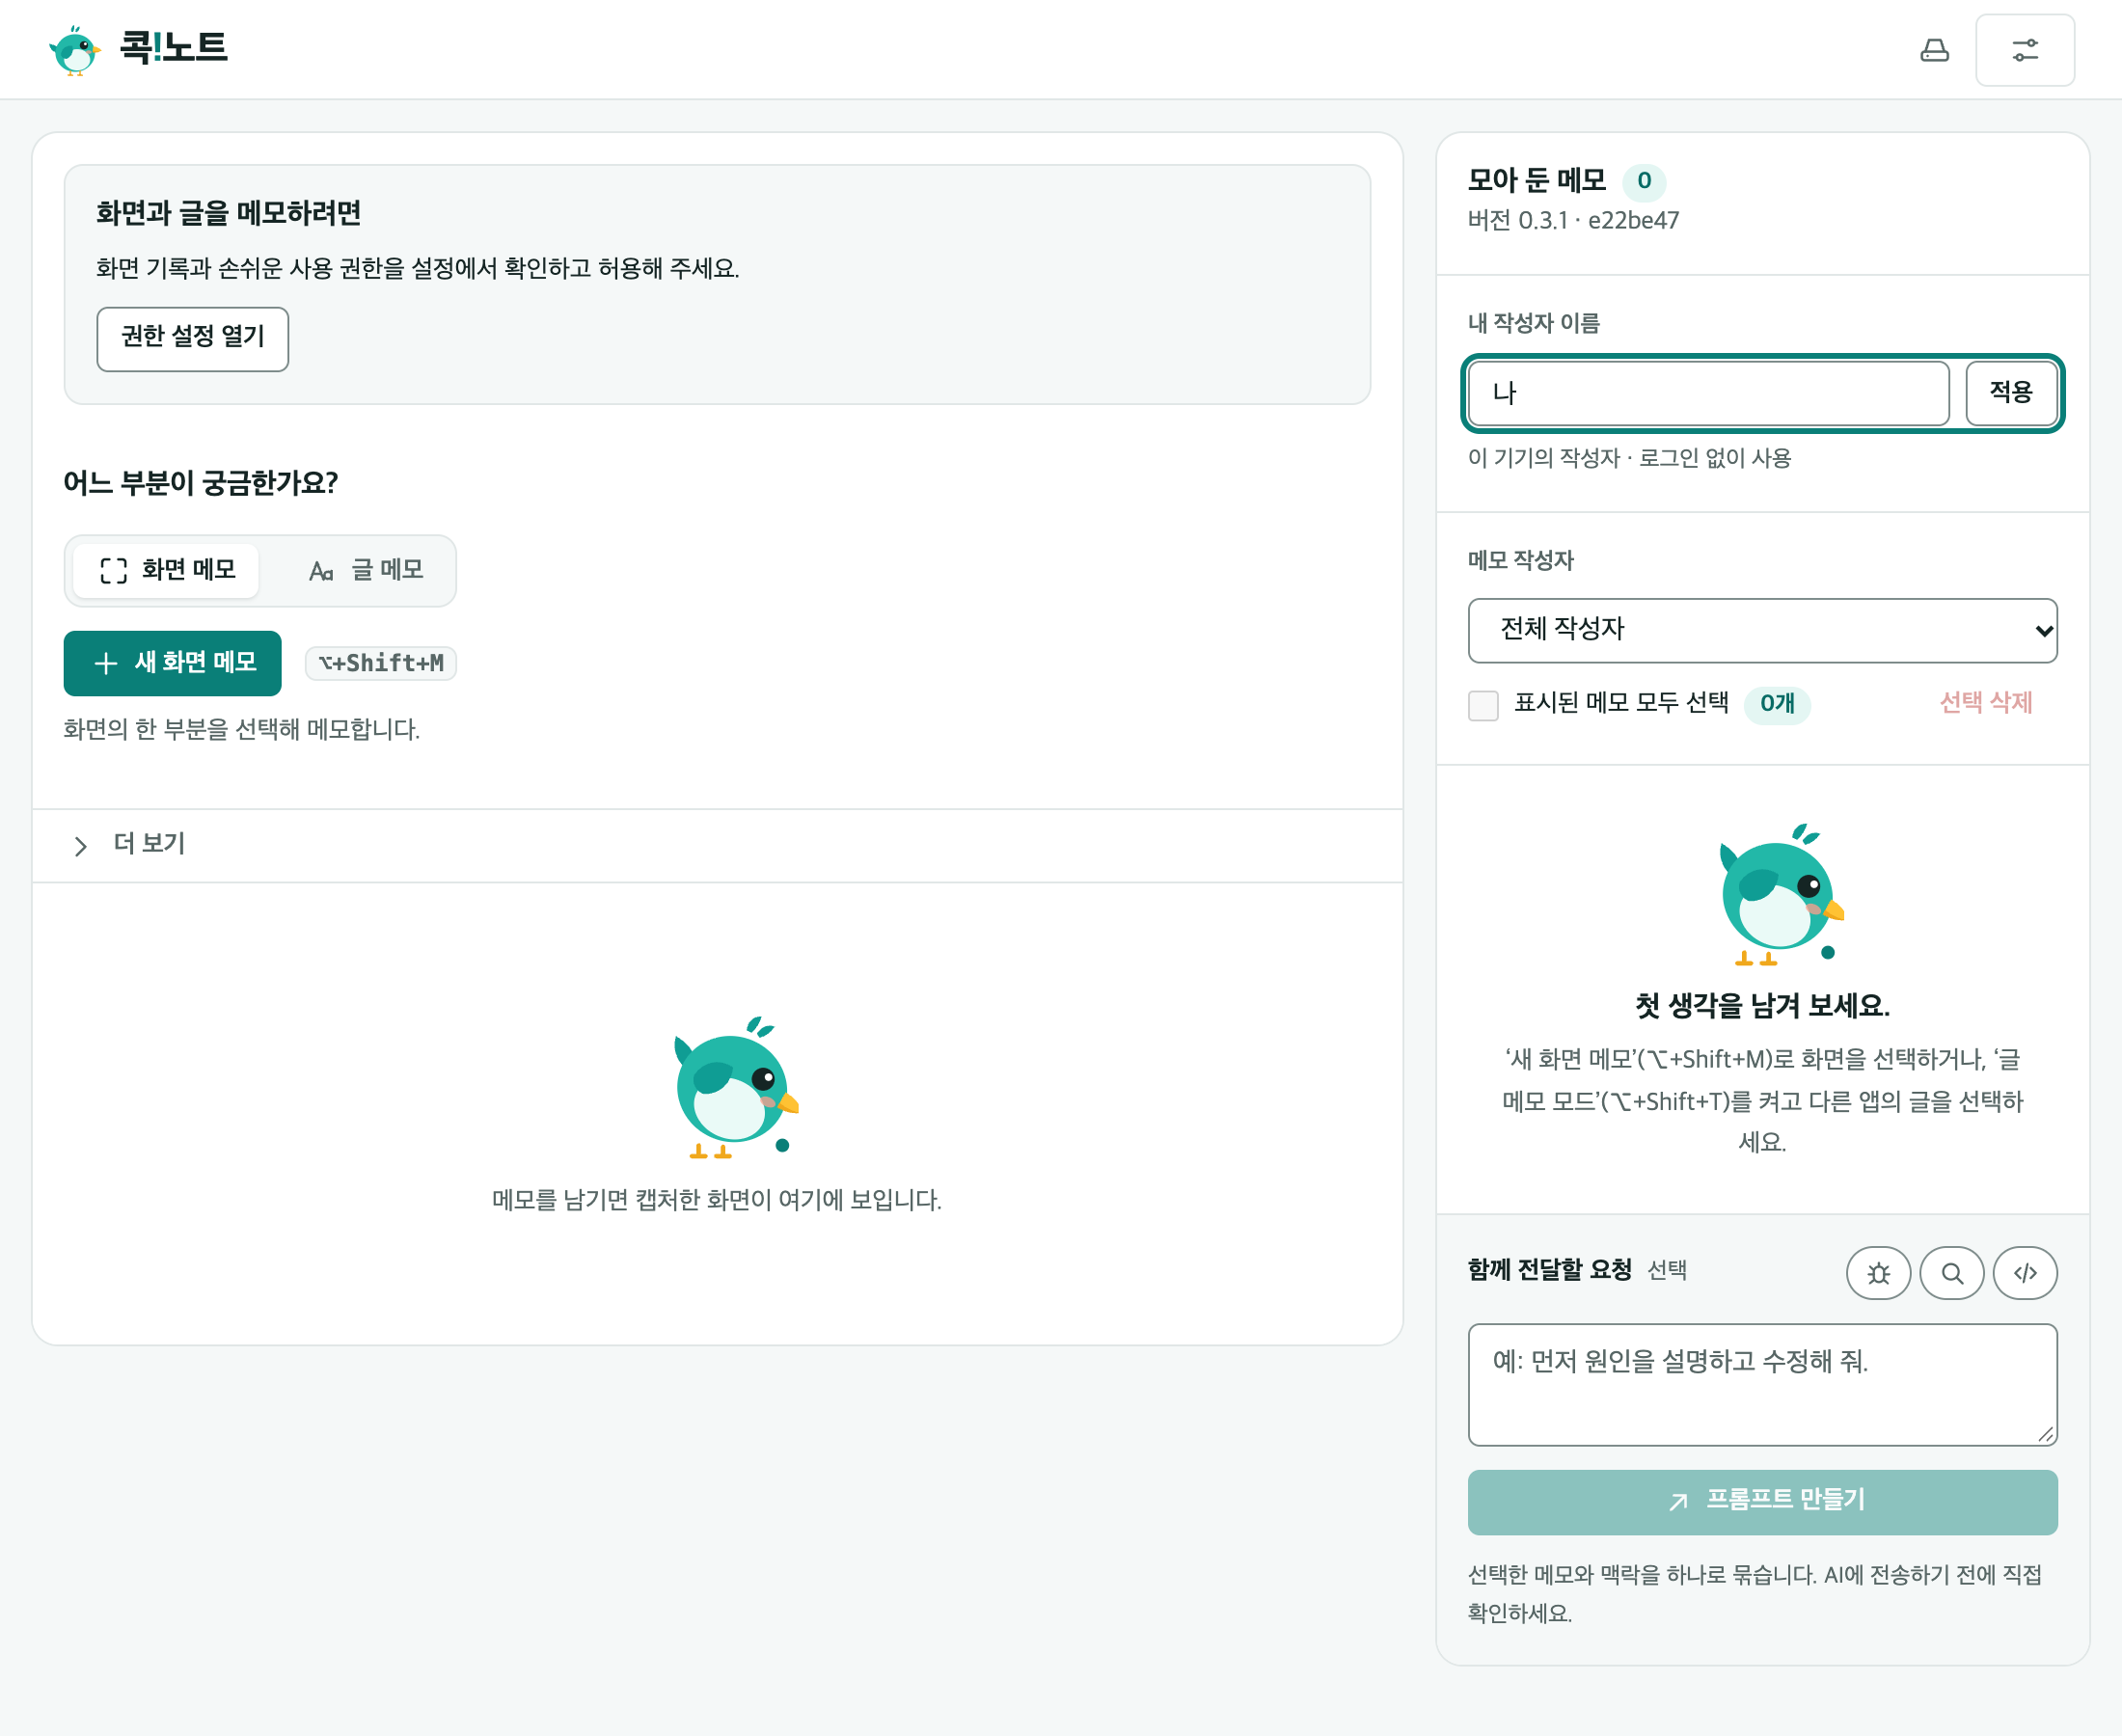 콕!노트
화면과 글을 메모하려면
화면 기록과 손쉬운 사용 권한을 설정에서 확인하고 허용해 주세요.
권한 설정 열기
어느 부분이 궁금한가요?
화면 메모
Aa 글 메모
+ 새 화면 메모
⌥+Shift+M
화면의 한 부분을 선택해 메모합니다.
더 보기
메모를 남기면 캡처한 화면이 여기에 보입니다.
모아 둔 메모 0
버전 0.3.1 · e22be47
내 작성자 이름
나
적용
이 기기의 작성자 · 로그인 없이 사용
메모 작성자
전체 작성자
표시된 메모 모두 선택 0개
선택 삭제
첫 생각을 남겨 보세요.
‘새 화면 메모’(⌥+Shift+M)로 화면을 선택하거나, ‘글
메모 모드’(⌥+Shift+T)를 켜고 다른 앱의 글을 선택하
세요.
함께 전달할 요청 선택
예: 먼저 원인을 설명하고 수정해 줘.
프롬프트 만들기
선택한 메모와 맥락을 하나로 묶습니다. AI에 전송하기 전에 직접
확인하세요.